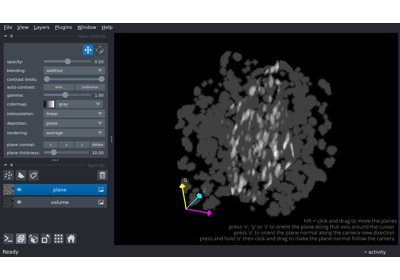 File View Layers Plugins Window Help
layer controls
opacity: 0.50
blending: additive
contrast limits:
auto-contrast: once continuous
gamma: 1.00
colormap: gray
interpolation: linear
depiction: plane
rendering: average
plane normal: x y z oblique
plane thickness: 10.00
layer list
plane
volume
hift + click and drag to move the planes
press 'x', 'y' or 'z' to orient the plane along that axis around the cursor
press 'o' to orient the plane normal along the camera view direction
press and hold 'o' then click and drag to make the plane normal follow the camera
Ready
activity